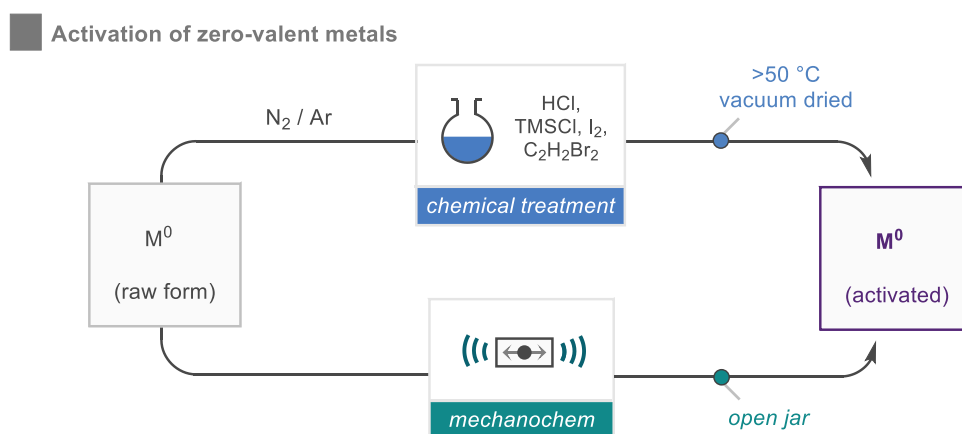 Activation of zero-valent metals
>50 °C
vacuum dried
N₂ / Ar
HCl,
TMSCl, I₂,
C₂H₂Br₂
chemical treatment
M⁰
(raw form)
M⁰
(activated)
mechanochem
open jar